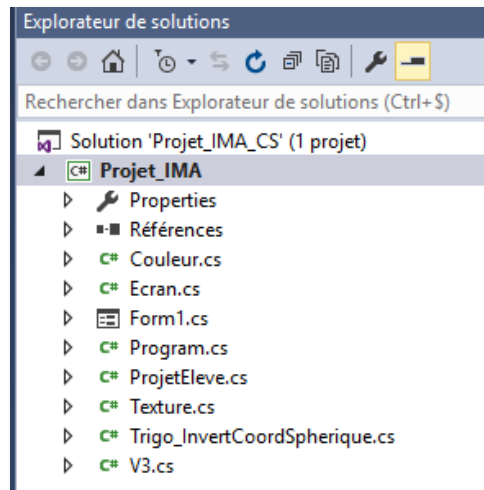 Explorateur de solutions
Rechercher dans Explorateur de solutions (Ctrl+$)
Solution 'Projet_IMA_CS' (1 projet)
C# Projet_IMA
Properties
Références
C# Couleur.cs
C# Ecran.cs
Form1.cs
C# Program.cs
C# ProjetEleve.cs
C# Texture.cs
C# Trigo_InvertCoordSpherique.cs
C# V3.cs